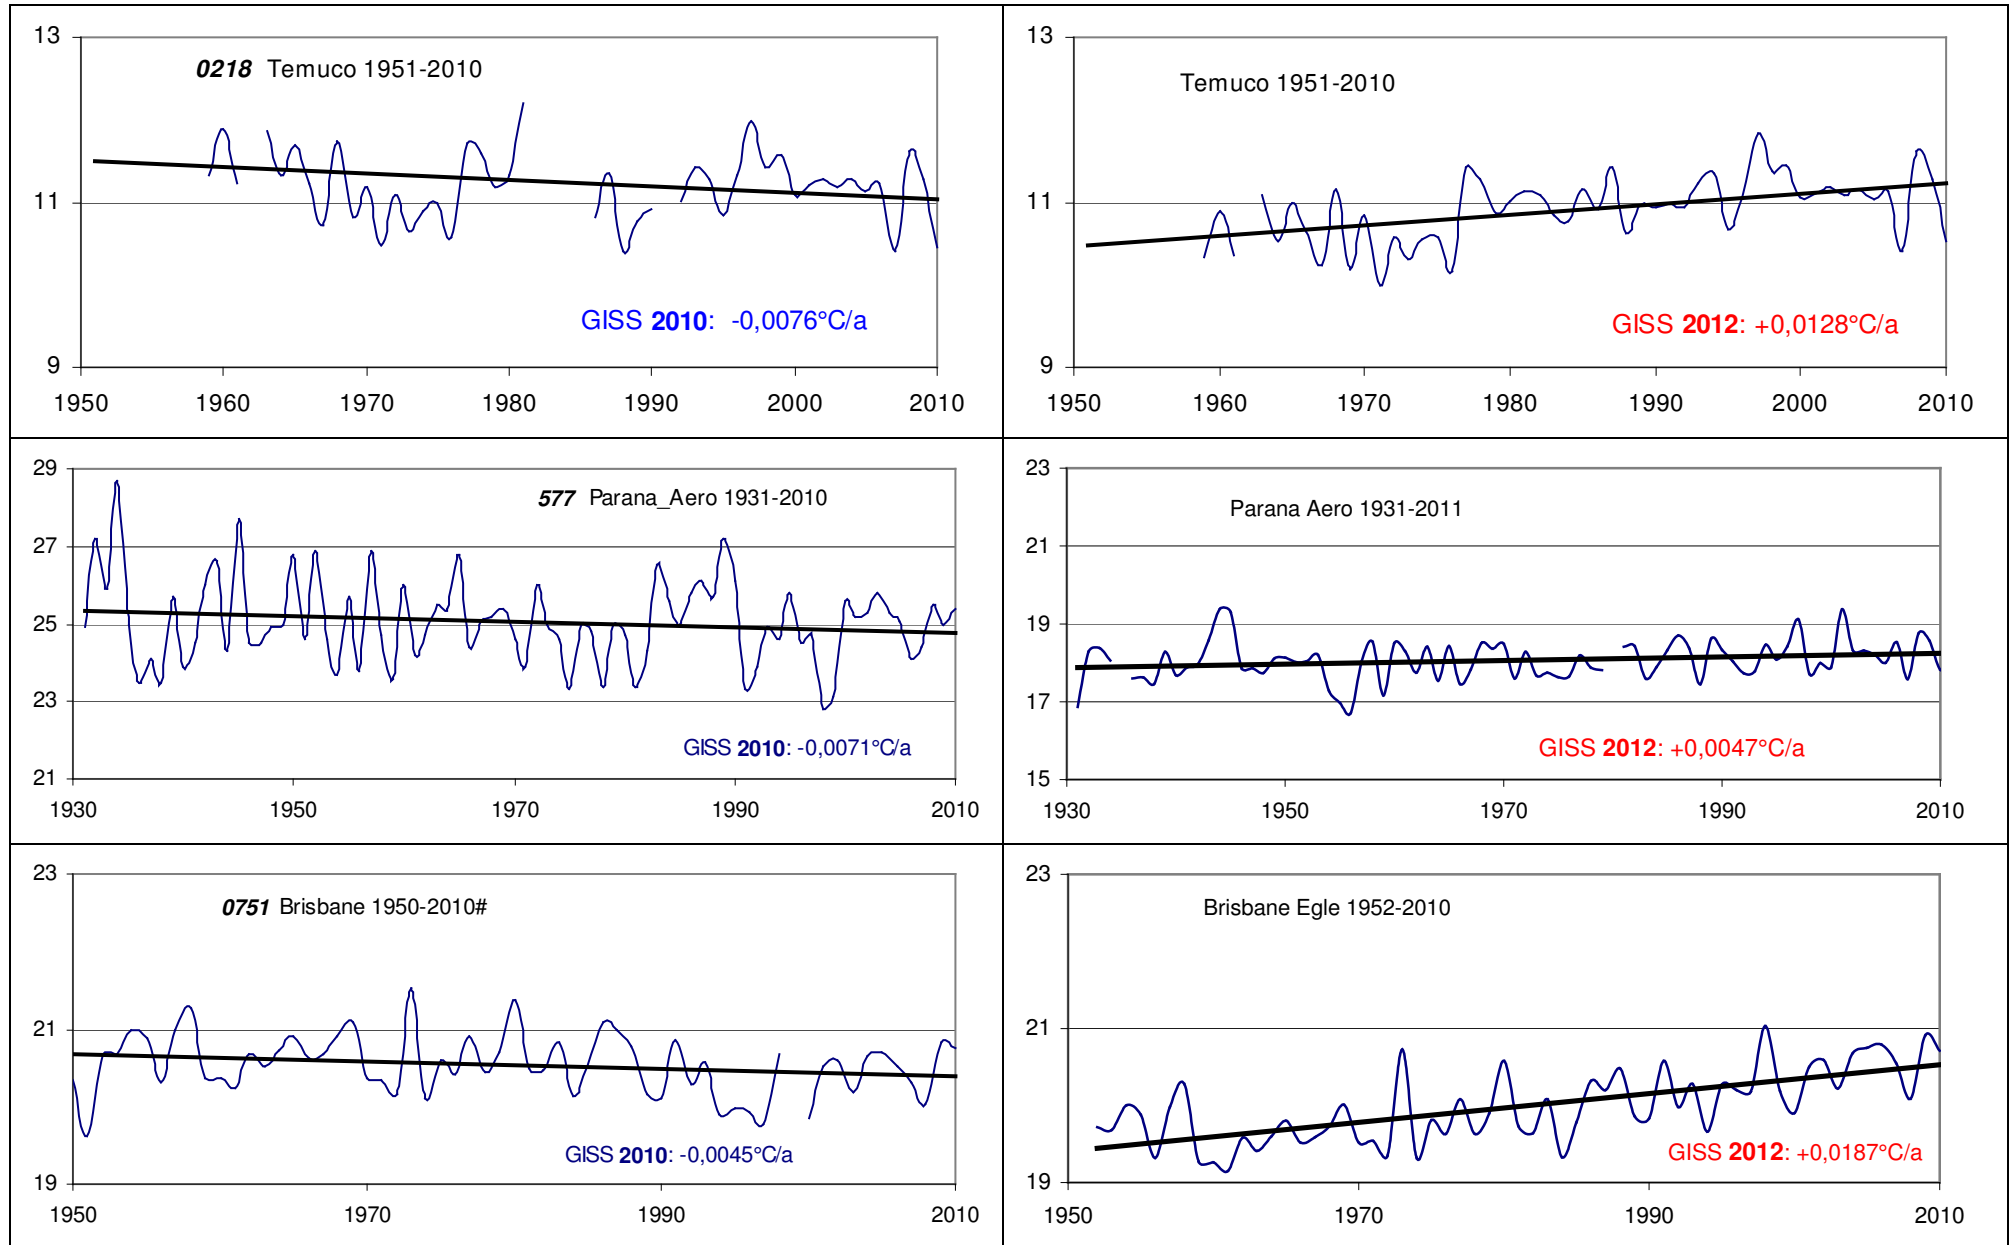 13
0218 Temuco 1951-2010
11
GISS 2010: -0,0076°C/a
9
1950 1960 1970 1980 1990 2000 2010
13
Temuco 1951-2010
11
GISS 2012: +0,0128°C/a
9
1950 1960 1970 1980 1990 2000 2010
29
577 Parana_Aero 1931-2010
27
25
23
GISS 2010: -0,0071°C/a
21
1930 1950 1970 1990 2010
23
Parana Aero 1931-2011
21
19
17
GISS 2012: +0,0047°C/a
15
1930 1950 1970 1990 2010
23
0751 Brisbane 1950-2010#
21
GISS 2010: -0,0045°C/a
19
1950 1970 1990 2010
23
Brisbane Egle 1952-2010
21
GISS 2012: +0,0187°C/a
19
1950 1970 1990 2010